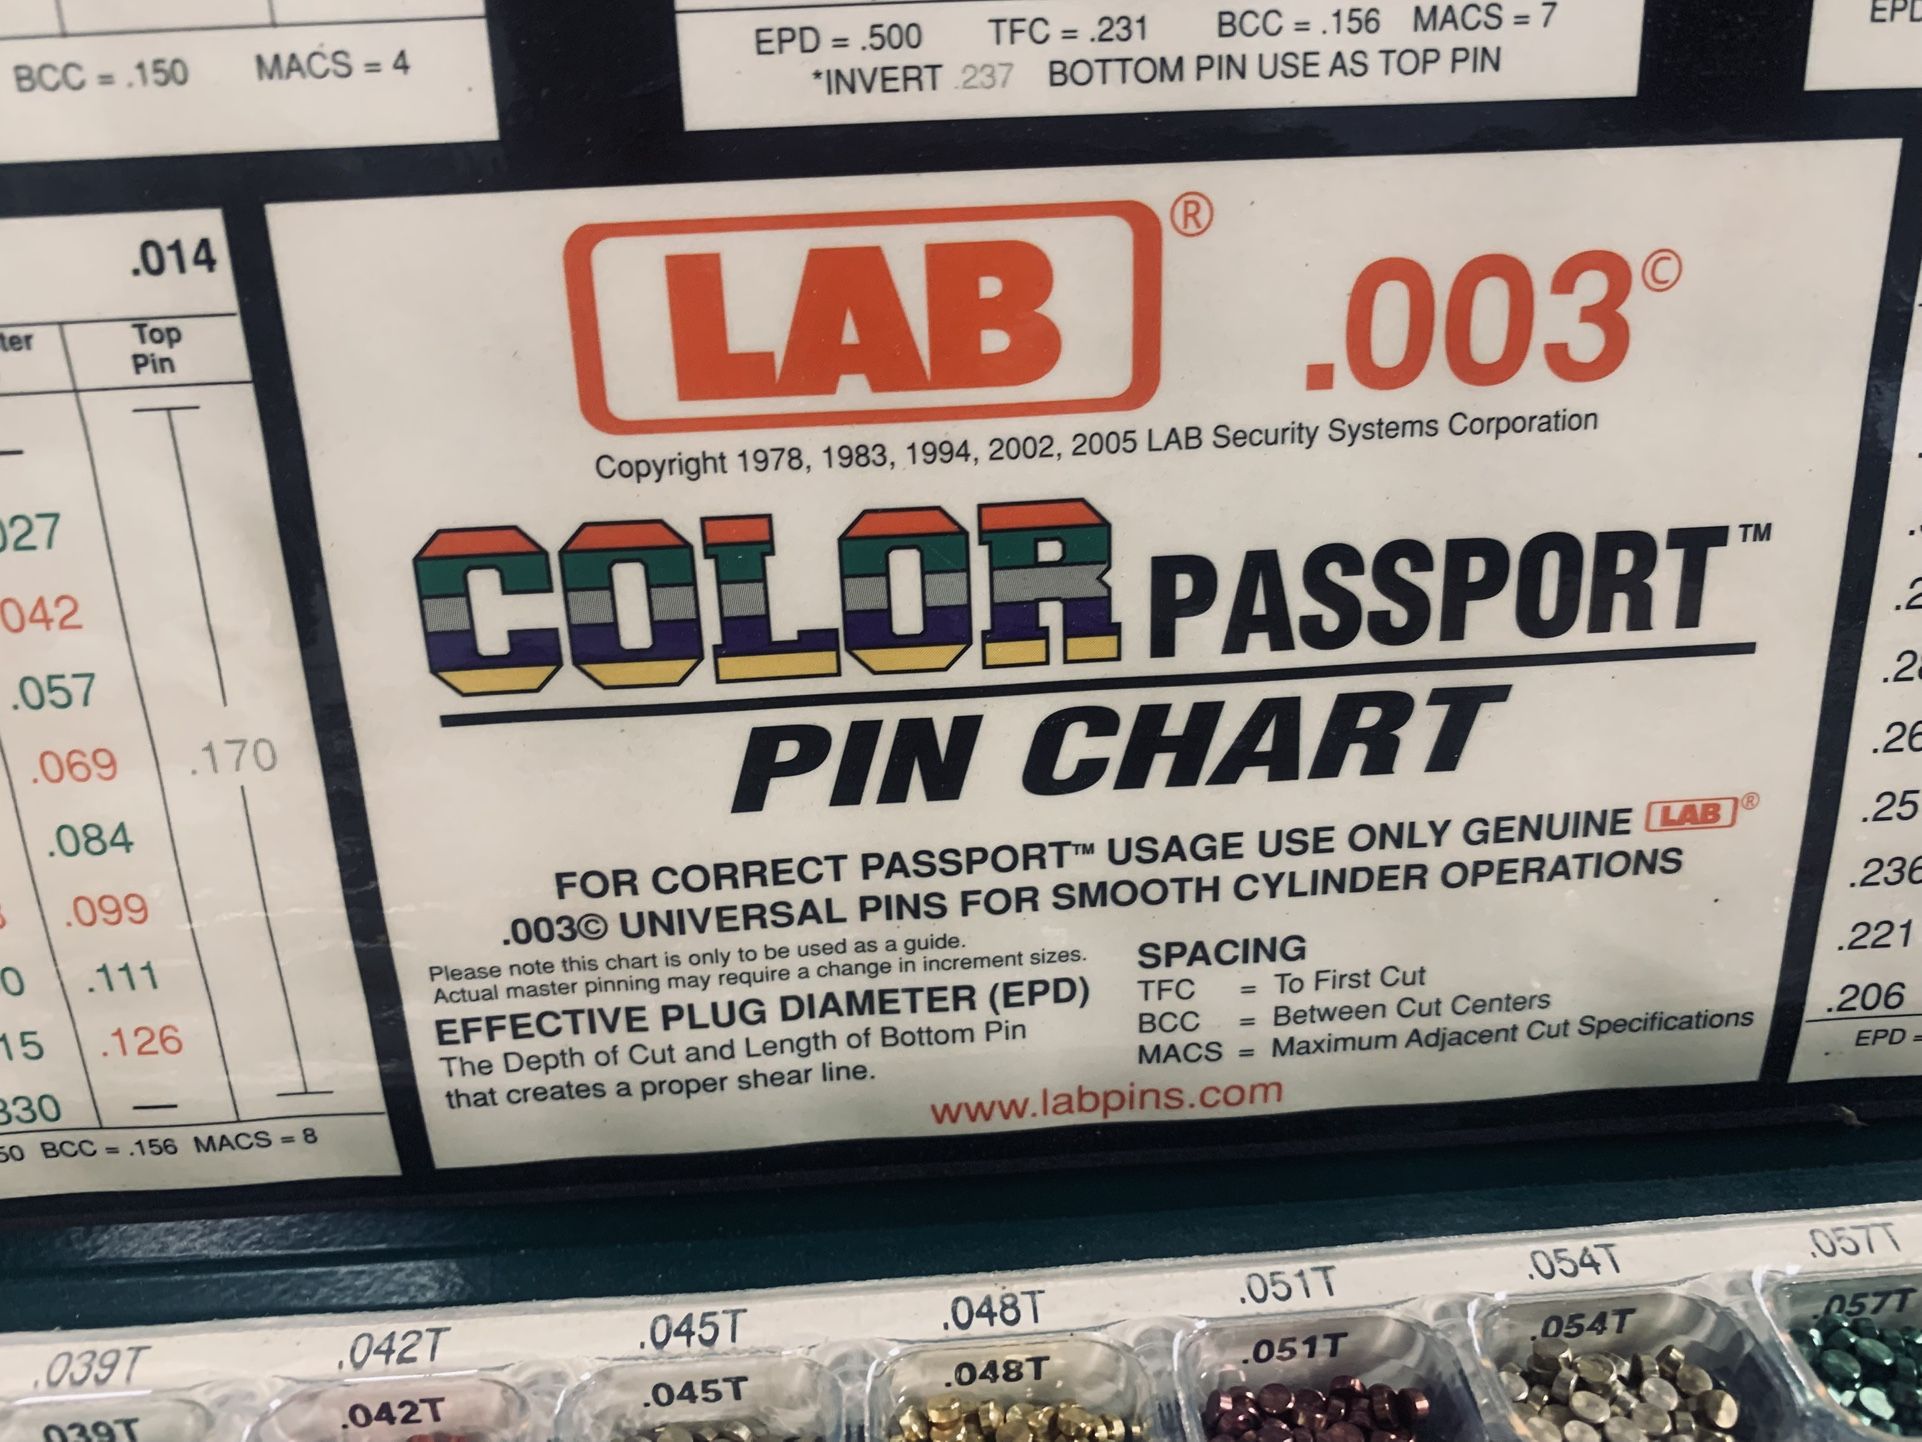 BCC = .150 MACS = 4
EPD = .500 TFC = .231 BCC = .156 MACS = 7
*INVERT .237 BOTTOM PIN USE AS TOP PIN
.014
Top
Pin
.057
.069
.084
.099
.111
.126
.170
BCC = .156 MACS = 8
LAB®
.003©
Copyright 1978, 1983, 1994, 2002, 2005 LAB Security Systems Corporation
COLOR PASSPORT™
PIN CHART
FOR CORRECT PASSPORT™ USAGE USE ONLY GENUINE LAB®
.003© UNIVERSAL PINS FOR SMOOTH CYLINDER OPERATIONS
Please note this chart is only to be used as a guide.
Actual master pinning may require a change in increment sizes.
EFFECTIVE PLUG DIAMETER (EPD)
The Depth of Cut and Length of Bottom Pin
that creates a proper shear line.
SPACING
TFC = To First Cut
BCC = Between Cut Centers
MACS = Maximum Adjacent Cut Specifications
www.labpins.com
.236
.221
.206
EPD =
.039T .042T .045T .048T .051T .054T .057T
.039T .042T .045T .048T .051T .054T .057T